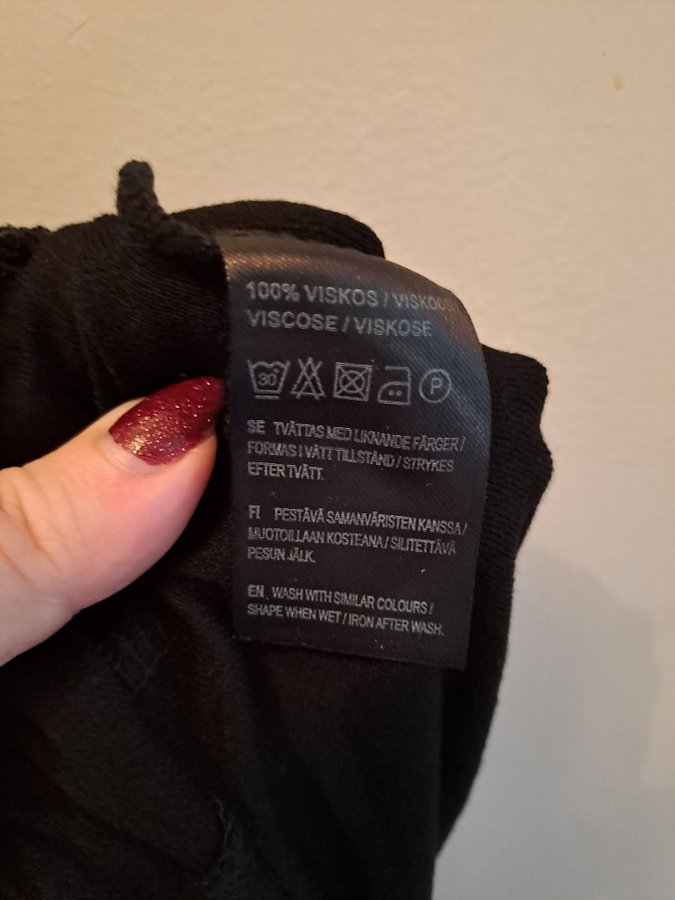 100% VISKOS / VISKOOS
VISCOSE / VISKOSE
30 P
SE TVÄTTAS MED LIKNANDE FÄRGER /
FORMAS I VÅTT TILLSTÅND / STRYKES
EFTER TVÄTT.
FI PESTÄVÄ SAMANVÄRISTEN KANSSA /
MUOTOILLAAN KOSTEANA / SILITETTÄVÄ
PESUN JÄLK.
EN WASH WITH SIMILAR COLOURS /
SHAPE WHEN WET / IRON AFTER WASH.